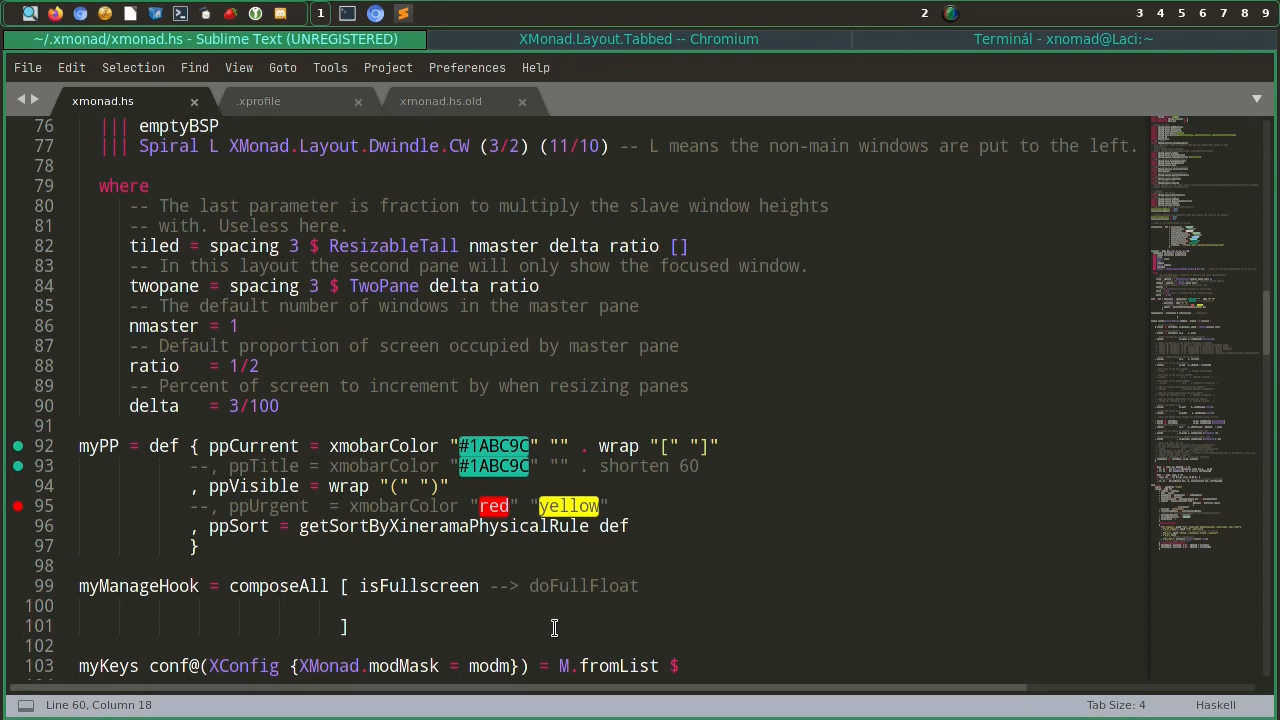 1 2 3 4 5 6 7 8 9
~/.xmonad/xmonad.hs - Sublime Text (UNREGISTERED) XMonad.Layout.Tabbed -- Chromium Terminál - xnomad@Laci:~
File Edit Selection Find View Goto Tools Project Preferences Help
xmonad.hs × .xprofile × xmonad.hs.old ×
76 ||| emptyBSP
77 ||| Spiral L XMonad.Layout.Dwindle.CW (3/2) (11/10) -- L means the non-main windows are put to the left.
78
79 where
80 -- The last parameter is fraction to multiply the slave window heights
81 -- with. Useless here.
82 tiled = spacing 3 $ ResizableTall nmaster delta ratio []
83 -- In this layout the second pane will only show the focused window.
84 twopane = spacing 3 $ TwoPane delta ratio
85 -- The default number of windows in the master pane
86 nmaster = 1
87 -- Default proportion of screen occupied by master pane
88 ratio   = 1/2
89 -- Percent of screen to increment by when resizing panes
90 delta   = 3/100
91
92 myPP = def { ppCurrent = xmobarColor "#1ABC9C" "" . wrap "[" "]"
93 --, ppTitle = xmobarColor "#1ABC9C" "" . shorten 60
94 , ppVisible = wrap "(" ")"
95 --, ppUrgent  = xmobarColor "red" "yellow"
96 , ppSort = getSortByXineramaPhysicalRule def
97 }
98
99 myManageHook = composeAll [ isFullscreen --> doFullFloat
100
101 ]
102
103 myKeys conf@(XConfig {XMonad.modMask = modm}) = M.fromList $
Line 60, Column 18 Tab Size: 4 Haskell